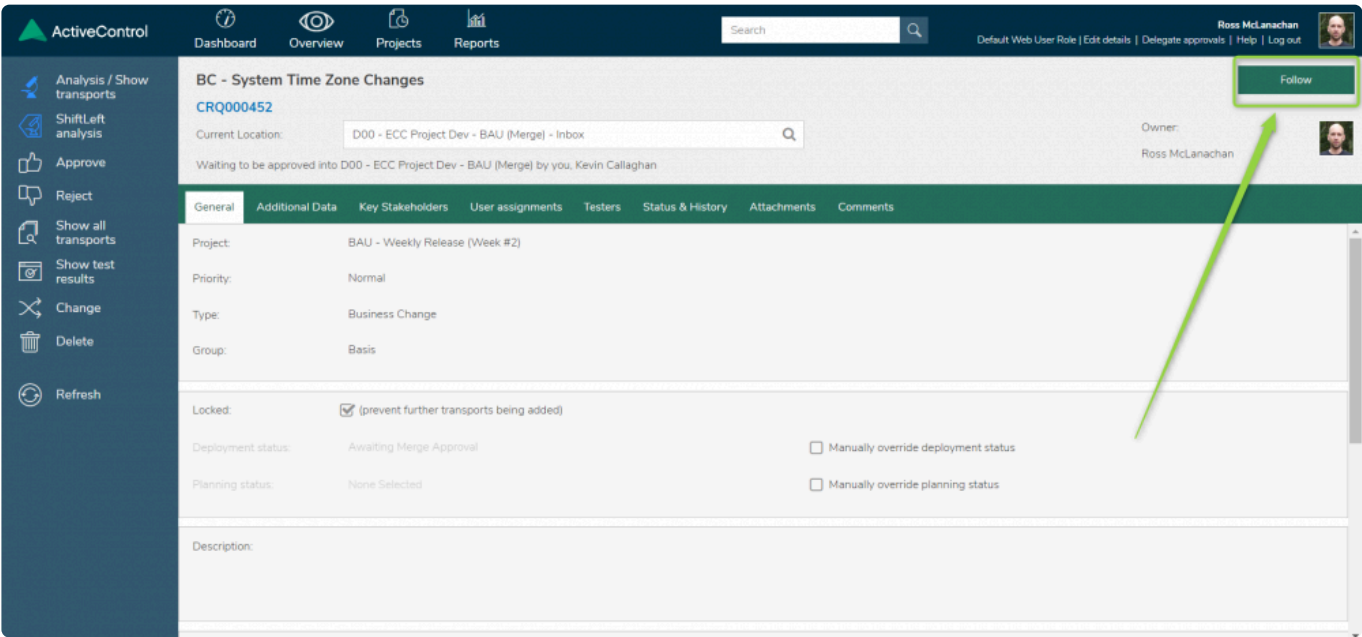 ActiveControl
Dashboard
Overview
Projects
Reports
Search
Ross McLanachan
Default Web User Role | Edit details | Delegate approvals | Help | Log out
Analysis / Show
transports
ShiftLeft
analysis
Approve
Reject
Show all
transports
Show test
results
Change
Delete
Refresh
BC - System Time Zone Changes
Follow
CRQ000452
Current Location:
D00 - ECC Project Dev - BAU (Merge) - Inbox
Owner:
Ross McLanachan
Waiting to be approved into D00 - ECC Project Dev - BAU (Merge) by you, Kevin Callaghan
General
Additional Data
Key Stakeholders
User assignments
Testers
Status & History
Attachments
Comments
Project:
BAU - Weekly Release (Week #2)
Priority:
Normal
Type:
Business Change
Group:
Basis
Locked:
(prevent further transports being added)
Deployment status:
Awaiting Merge Approval
Manually override deployment status
Planning status:
None Selected
Manually override planning status
Description: